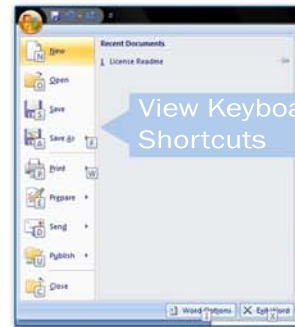 Recent Documents
1 License Readme
N New
O Open
S Save
A Save As F
P Print W
E Prepare
D Send
U Publish
C Close
View Keyboa
Shortcuts
Word Options I
X Exit Word X